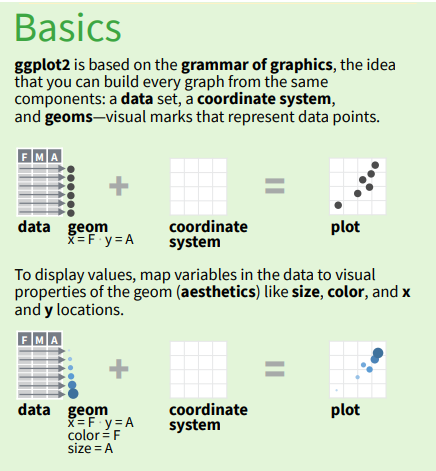 Basics
ggplot2 is based on the grammar of graphics, the idea
that you can build every graph from the same
components: a data set, a coordinate system,
and geoms—visual marks that represent data points.
F M A
+ =
data geom coordinate plot
x = F · y = A system
To display values, map variables in the data to visual
properties of the geom (aesthetics) like size, color, and x
and y locations.
F M A
+ =
data geom coordinate plot
x = F · y = A system
color = F
size = A